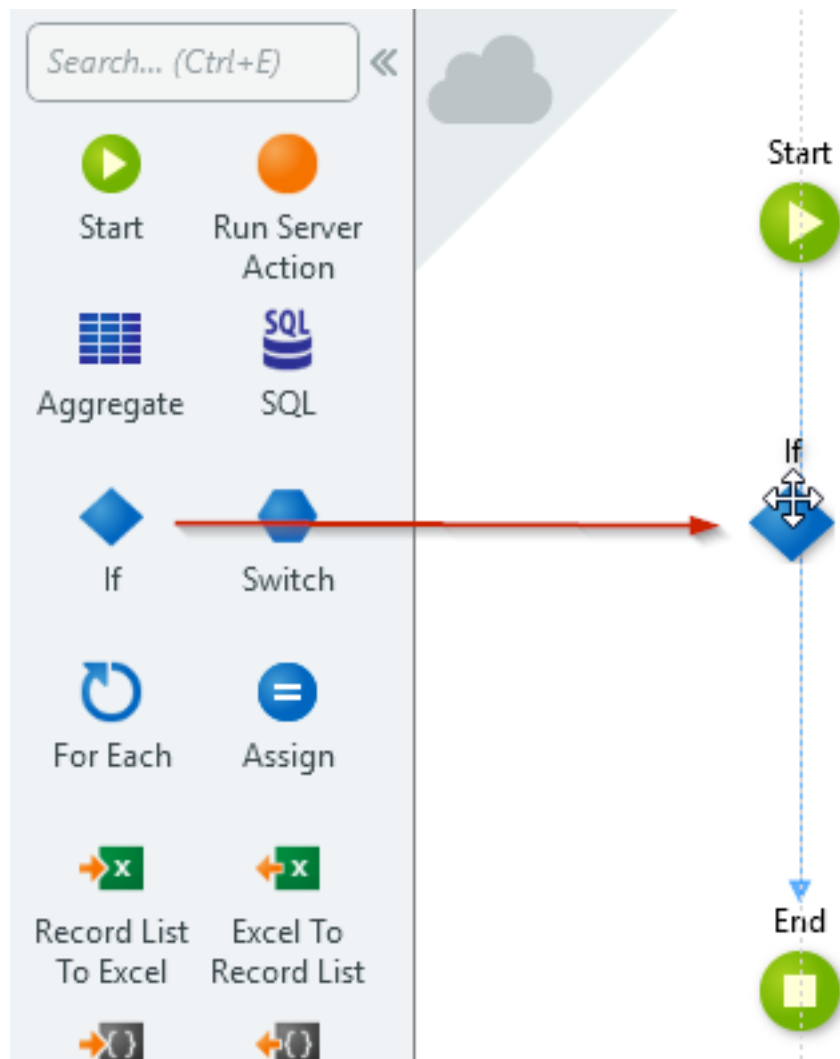 Search... (Ctrl+E)
Start
Run Server
Action
Aggregate
SQL
SQL
If
Switch
For Each
Assign
X
Record List
To Excel
X
Excel To
Record List
{}
{}
Start
If
End